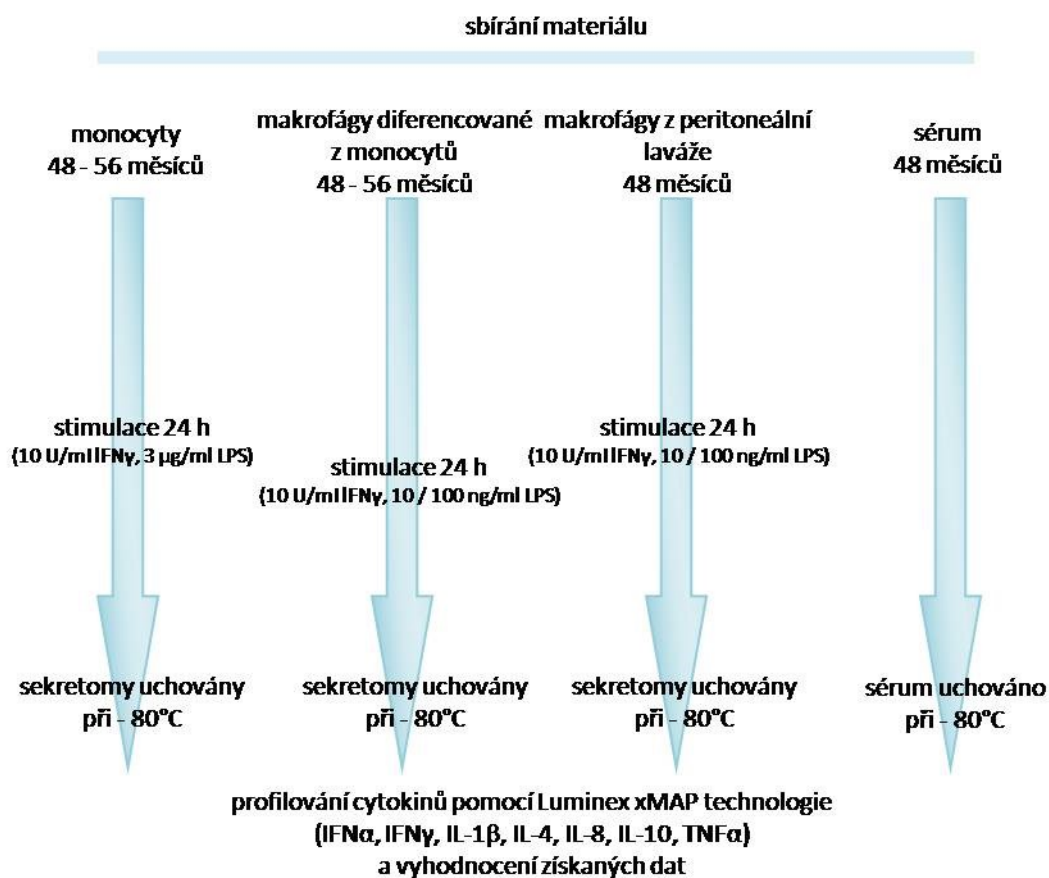 sbírání materiálu
monocyty
48 - 56 měsíců
makrofágy diferencované
z monocytů
48 - 56 měsíců
makrofágy z peritoneální
laváže
48 měsíců
sérum
48 měsíců
stimulace 24 h
(10 U/ml IFNγ, 3 µg/ml LPS)
stimulace 24 h
(10 U/ml IFNγ, 10 / 100 ng/ml LPS)
stimulace 24 h
(10 U/ml IFNγ, 10 / 100 ng/ml LPS)
sekretomy uchovány
při - 80°C
sekretomy uchovány
při - 80°C
sekretomy uchovány
při - 80°C
sérum uchováno
při - 80°C
profilování cytokinů pomocí Luminex xMAP technologie
(IFNα, IFNγ, IL-1β, IL-4, IL-8, IL-10, TNFα)
a vyhodnocení získaných dat